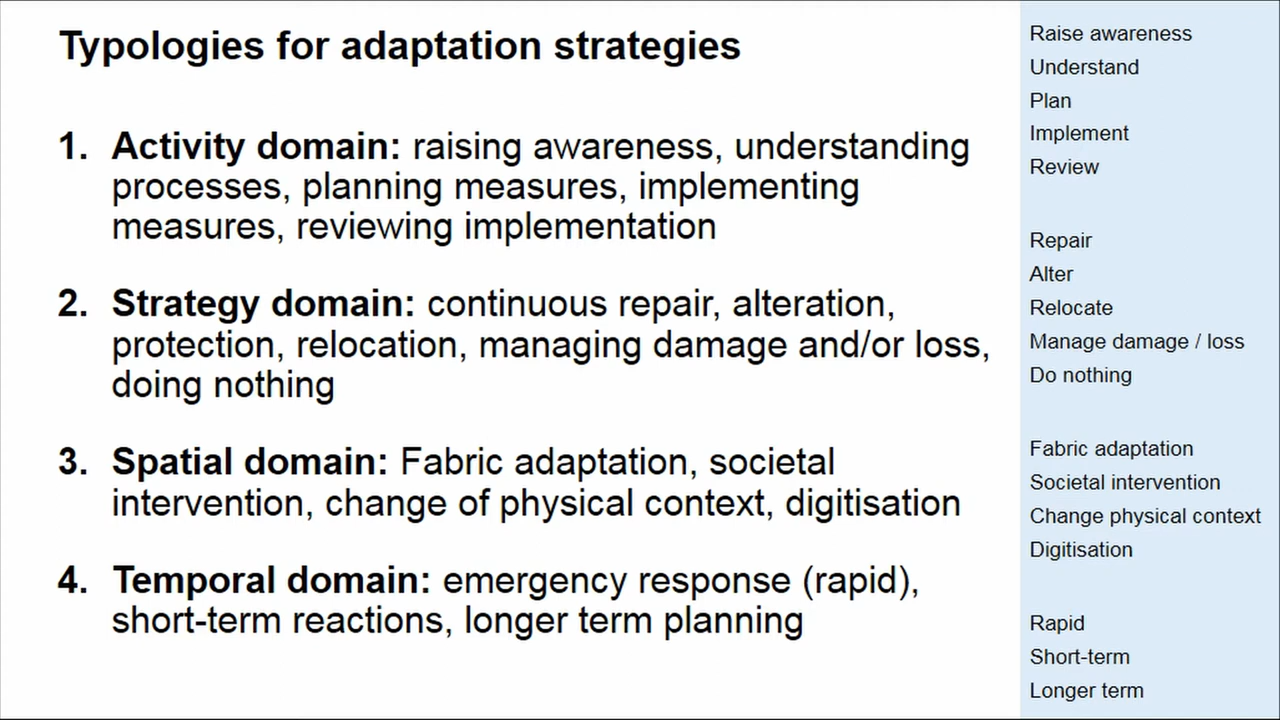 Typologies for adaptation strategies
1. Activity domain: raising awareness, understanding
processes, planning measures, implementing
measures, reviewing implementation
2. Strategy domain: continuous repair, alteration,
protection, relocation, managing damage and/or loss,
doing nothing
3. Spatial domain: Fabric adaptation, societal
intervention, change of physical context, digitisation
4. Temporal domain: emergency response (rapid),
short-term reactions, longer term planning
Raise awareness
Understand
Plan
Implement
Review
Repair
Alter
Relocate
Manage damage / loss
Do nothing
Fabric adaptation
Societal intervention
Change physical context
Digitisation
Rapid
Short-term
Longer term